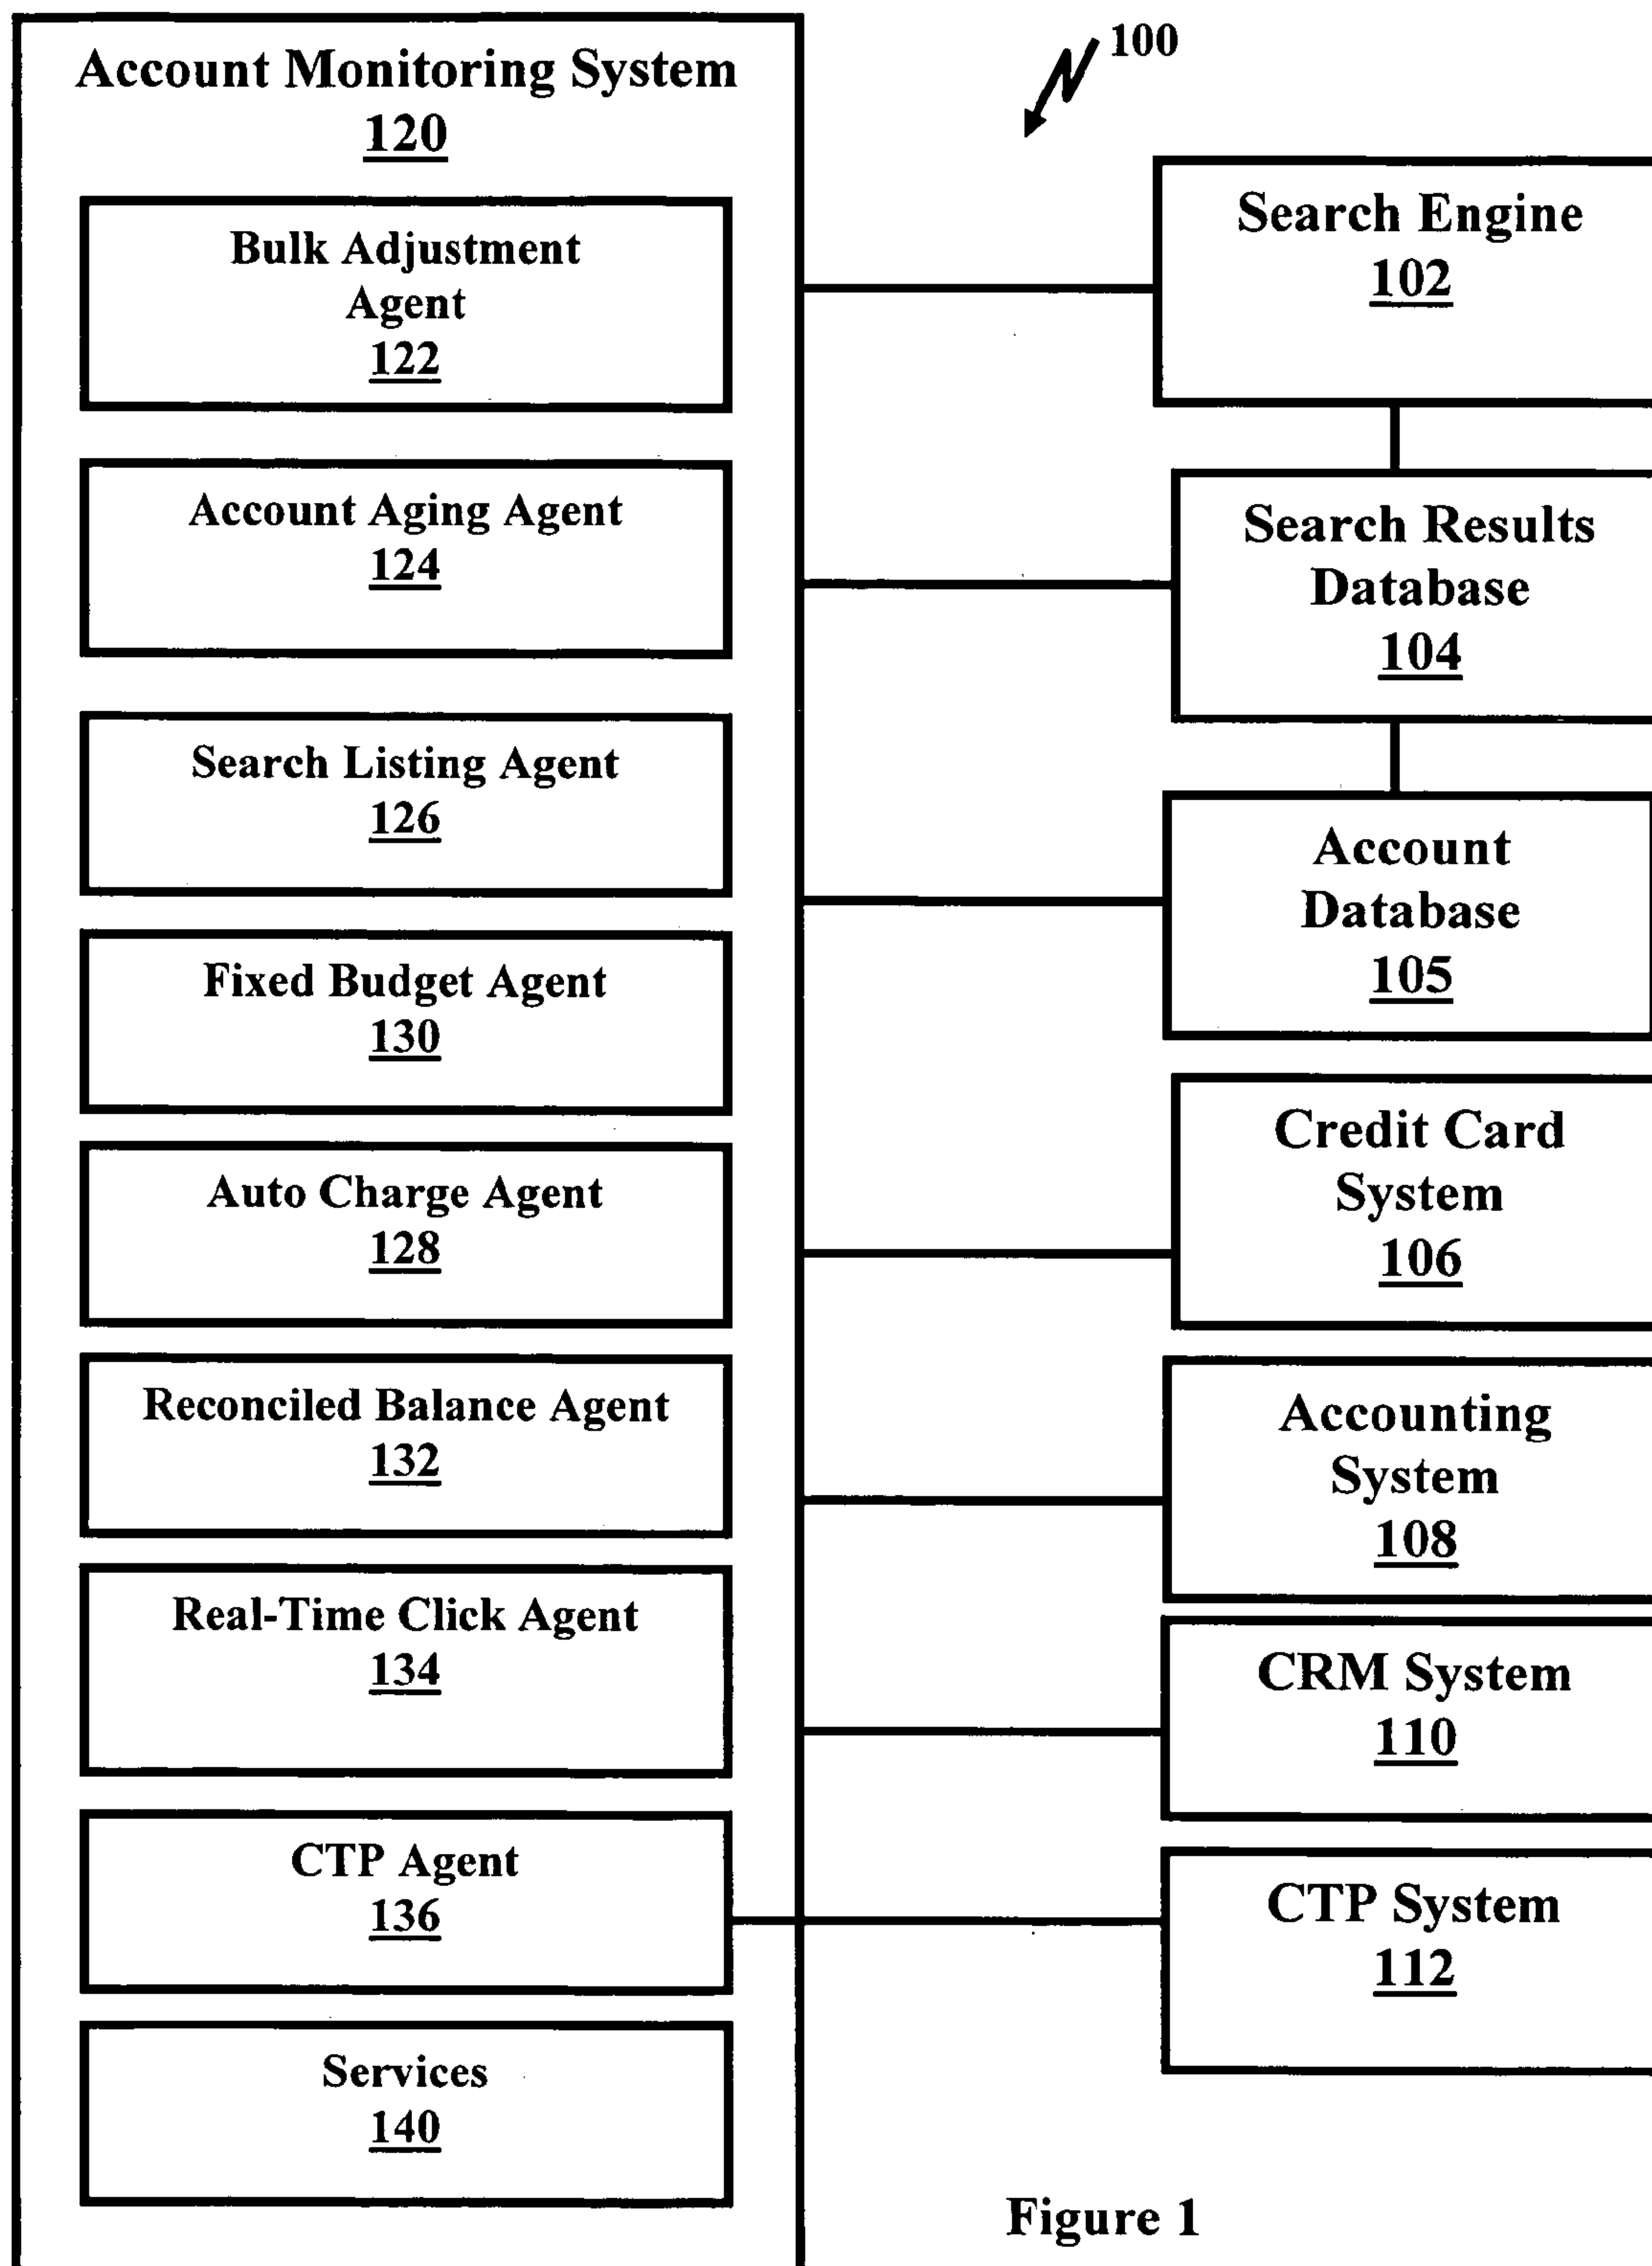 Account Monitoring System
120
Bulk Adjustment
Agent
122
Account Aging Agent
124
Search Listing Agent
126
Fixed Budget Agent
130
Auto Charge Agent
128
Reconciled Balance Agent
132
Real-Time Click Agent
134
CTP Agent
136
Services
140
100
Search Engine
102
Search Results
Database
104
Account
Database
105
Credit Card
System
106
Accounting
System
108
CRM System
110
CTP System
112
Figure 1